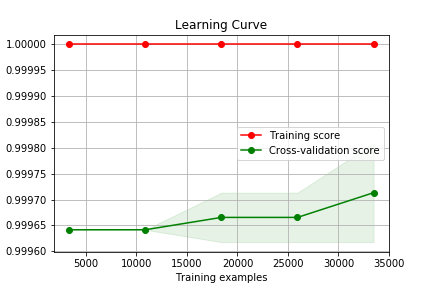 Learning Curve
1.00000
0.99995
0.99990
0.99985
0.99980
0.99975
0.99970
0.99965
0.99960
Training score
Cross-validation score
5000 10000 15000 20000 25000 30000 35000
Training examples